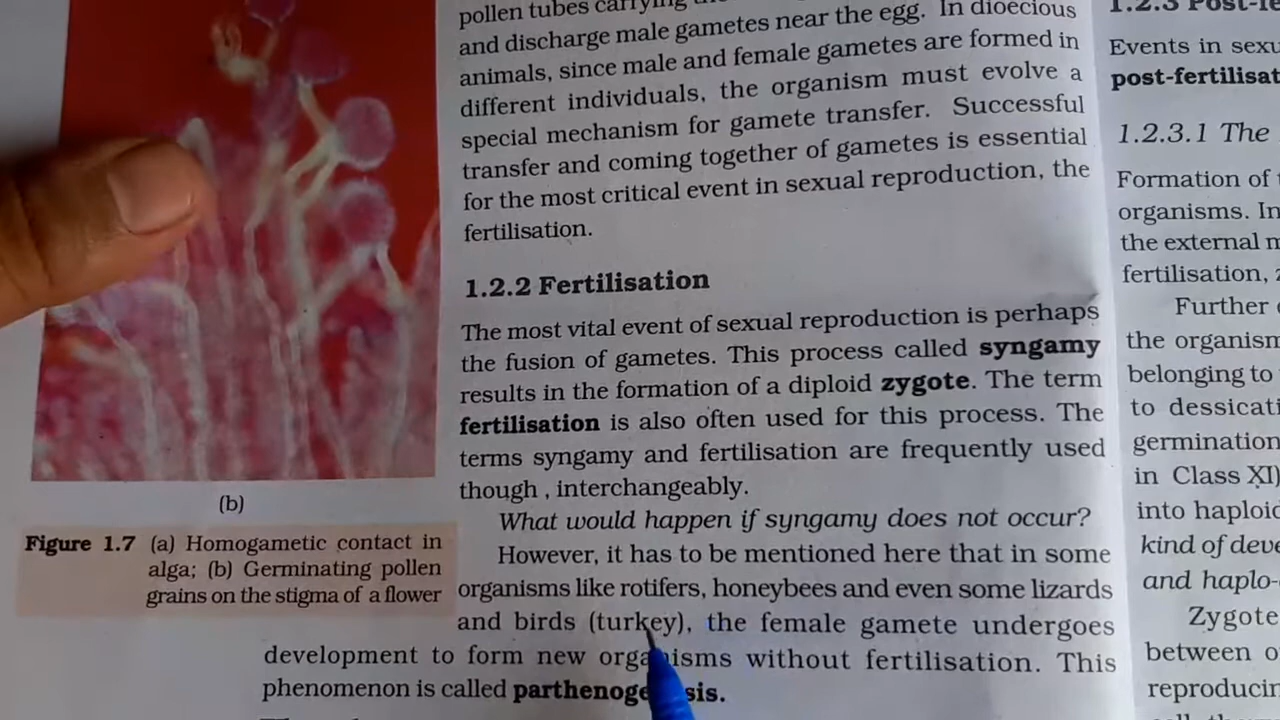 pollen tubes carrying
and discharge male gametes near the egg. In dioecious
animals, since male and female gametes are formed in
different individuals, the organism must evolve a
special mechanism for gamete transfer. Successful
transfer and coming together of gametes is essential
for the most critical event in sexual reproduction, the
fertilisation.
1.2.2 Fertilisation
The most vital event of sexual reproduction is perhaps
the fusion of gametes. This process called syngamy
results in the formation of a diploid zygote. The term
fertilisation is also often used for this process. The
terms syngamy and fertilisation are frequently used
though , interchangeably.
What would happen if syngamy does not occur?
However, it has to be mentioned here that in some
organisms like rotifers, honeybees and even some lizards
and birds (turkey), the female gamete undergoes
development to form new organisms without fertilisation. This
phenomenon is called parthenogenesis.
(b)
Figure 1.7 (a) Homogametic contact in
alga; (b) Germinating pollen
grains on the stigma of a flower
1.2.3 Post-fe
Events in sexu
post-fertilisat
1.2.3.1 The
Formation of
organisms. In
the external m
fertilisation,
Further
the organism
belonging to
to dessicati
germination
in Class XI)
into haploid
kind of deve
and haplo-
Zygote
between o
reproducin